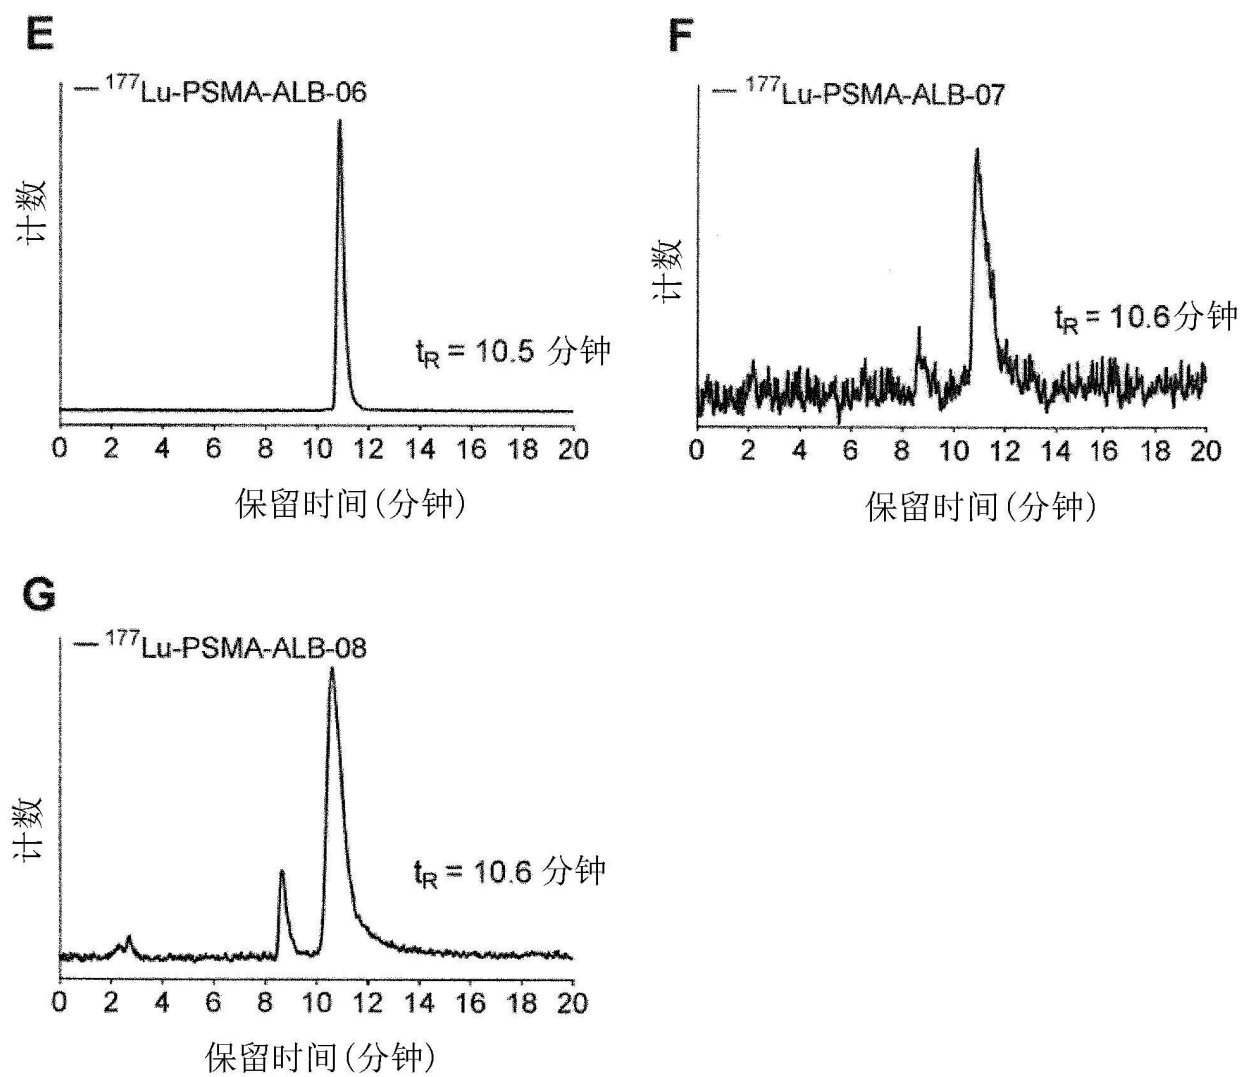 E
— ¹⁷⁷Lu-PSMA-ALB-06
计数
tR = 10.5 分钟
0 2 4 6 8 10 12 14 16 18 20
保留时间(分钟)
F
— ¹⁷⁷Lu-PSMA-ALB-07
计数
tR = 10.6分钟
0 2 4 6 8 10 12 14 16 18 20
保留时间(分钟)
G
— ¹⁷⁷Lu-PSMA-ALB-08
计数
tR = 10.6 分钟
0 2 4 6 8 10 12 14 16 18 20
保留时间(分钟)